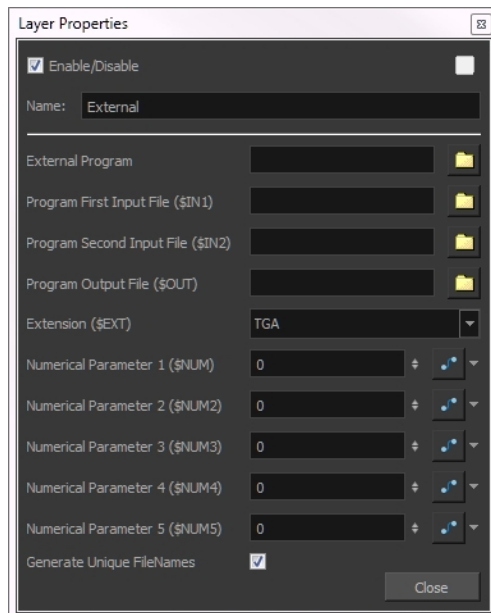 Layer Properties
Enable/Disable
Name: External
External Program
Program First Input File ($IN1)
Program Second Input File ($IN2)
Program Output File ($OUT)
Extension ($EXT) TGA
Numerical Parameter 1 ($NUM) 0
Numerical Parameter 2 ($NUM2) 0
Numerical Parameter 3 ($NUM3) 0
Numerical Parameter 4 ($NUM4) 0
Numerical Parameter 5 ($NUM5) 0
Generate Unique FileNames
Close